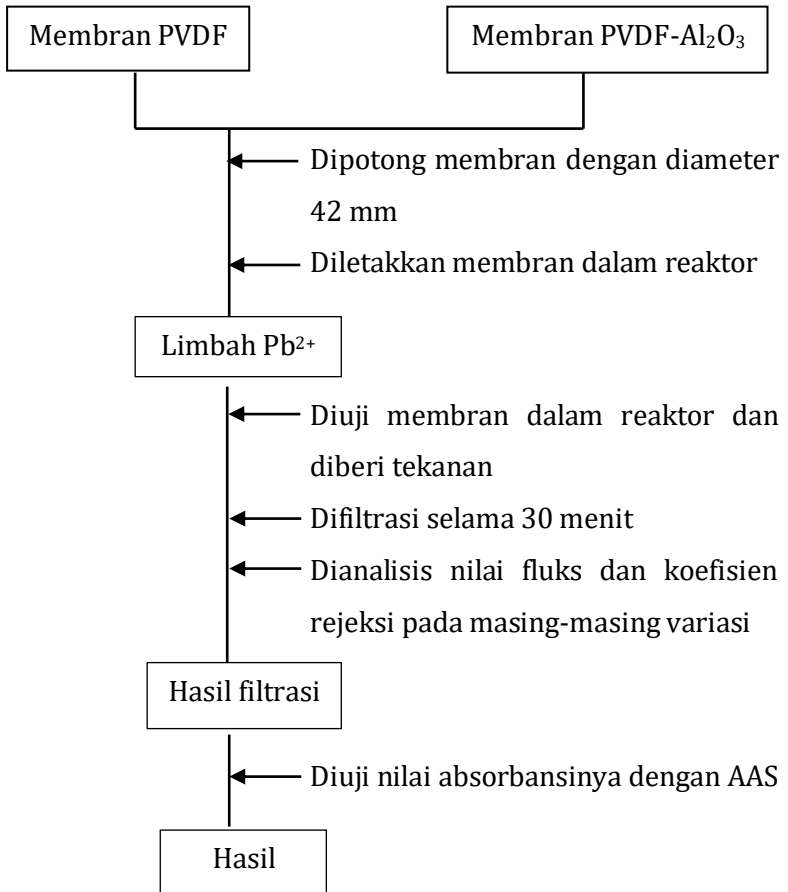 Membran PVDF
Membran PVDF-Al₂O₃
Dipotong membran dengan diameter
42 mm
Diletakkan membran dalam reaktor
Limbah Pb²⁺
Diuji membran dalam reaktor dan
diberi tekanan
Difiltrasi selama 30 menit
Dianalisis nilai fluks dan koefisien
rejeksi pada masing-masing variasi
Hasil filtrasi
Diuji nilai absorbansinya dengan AAS
Hasil